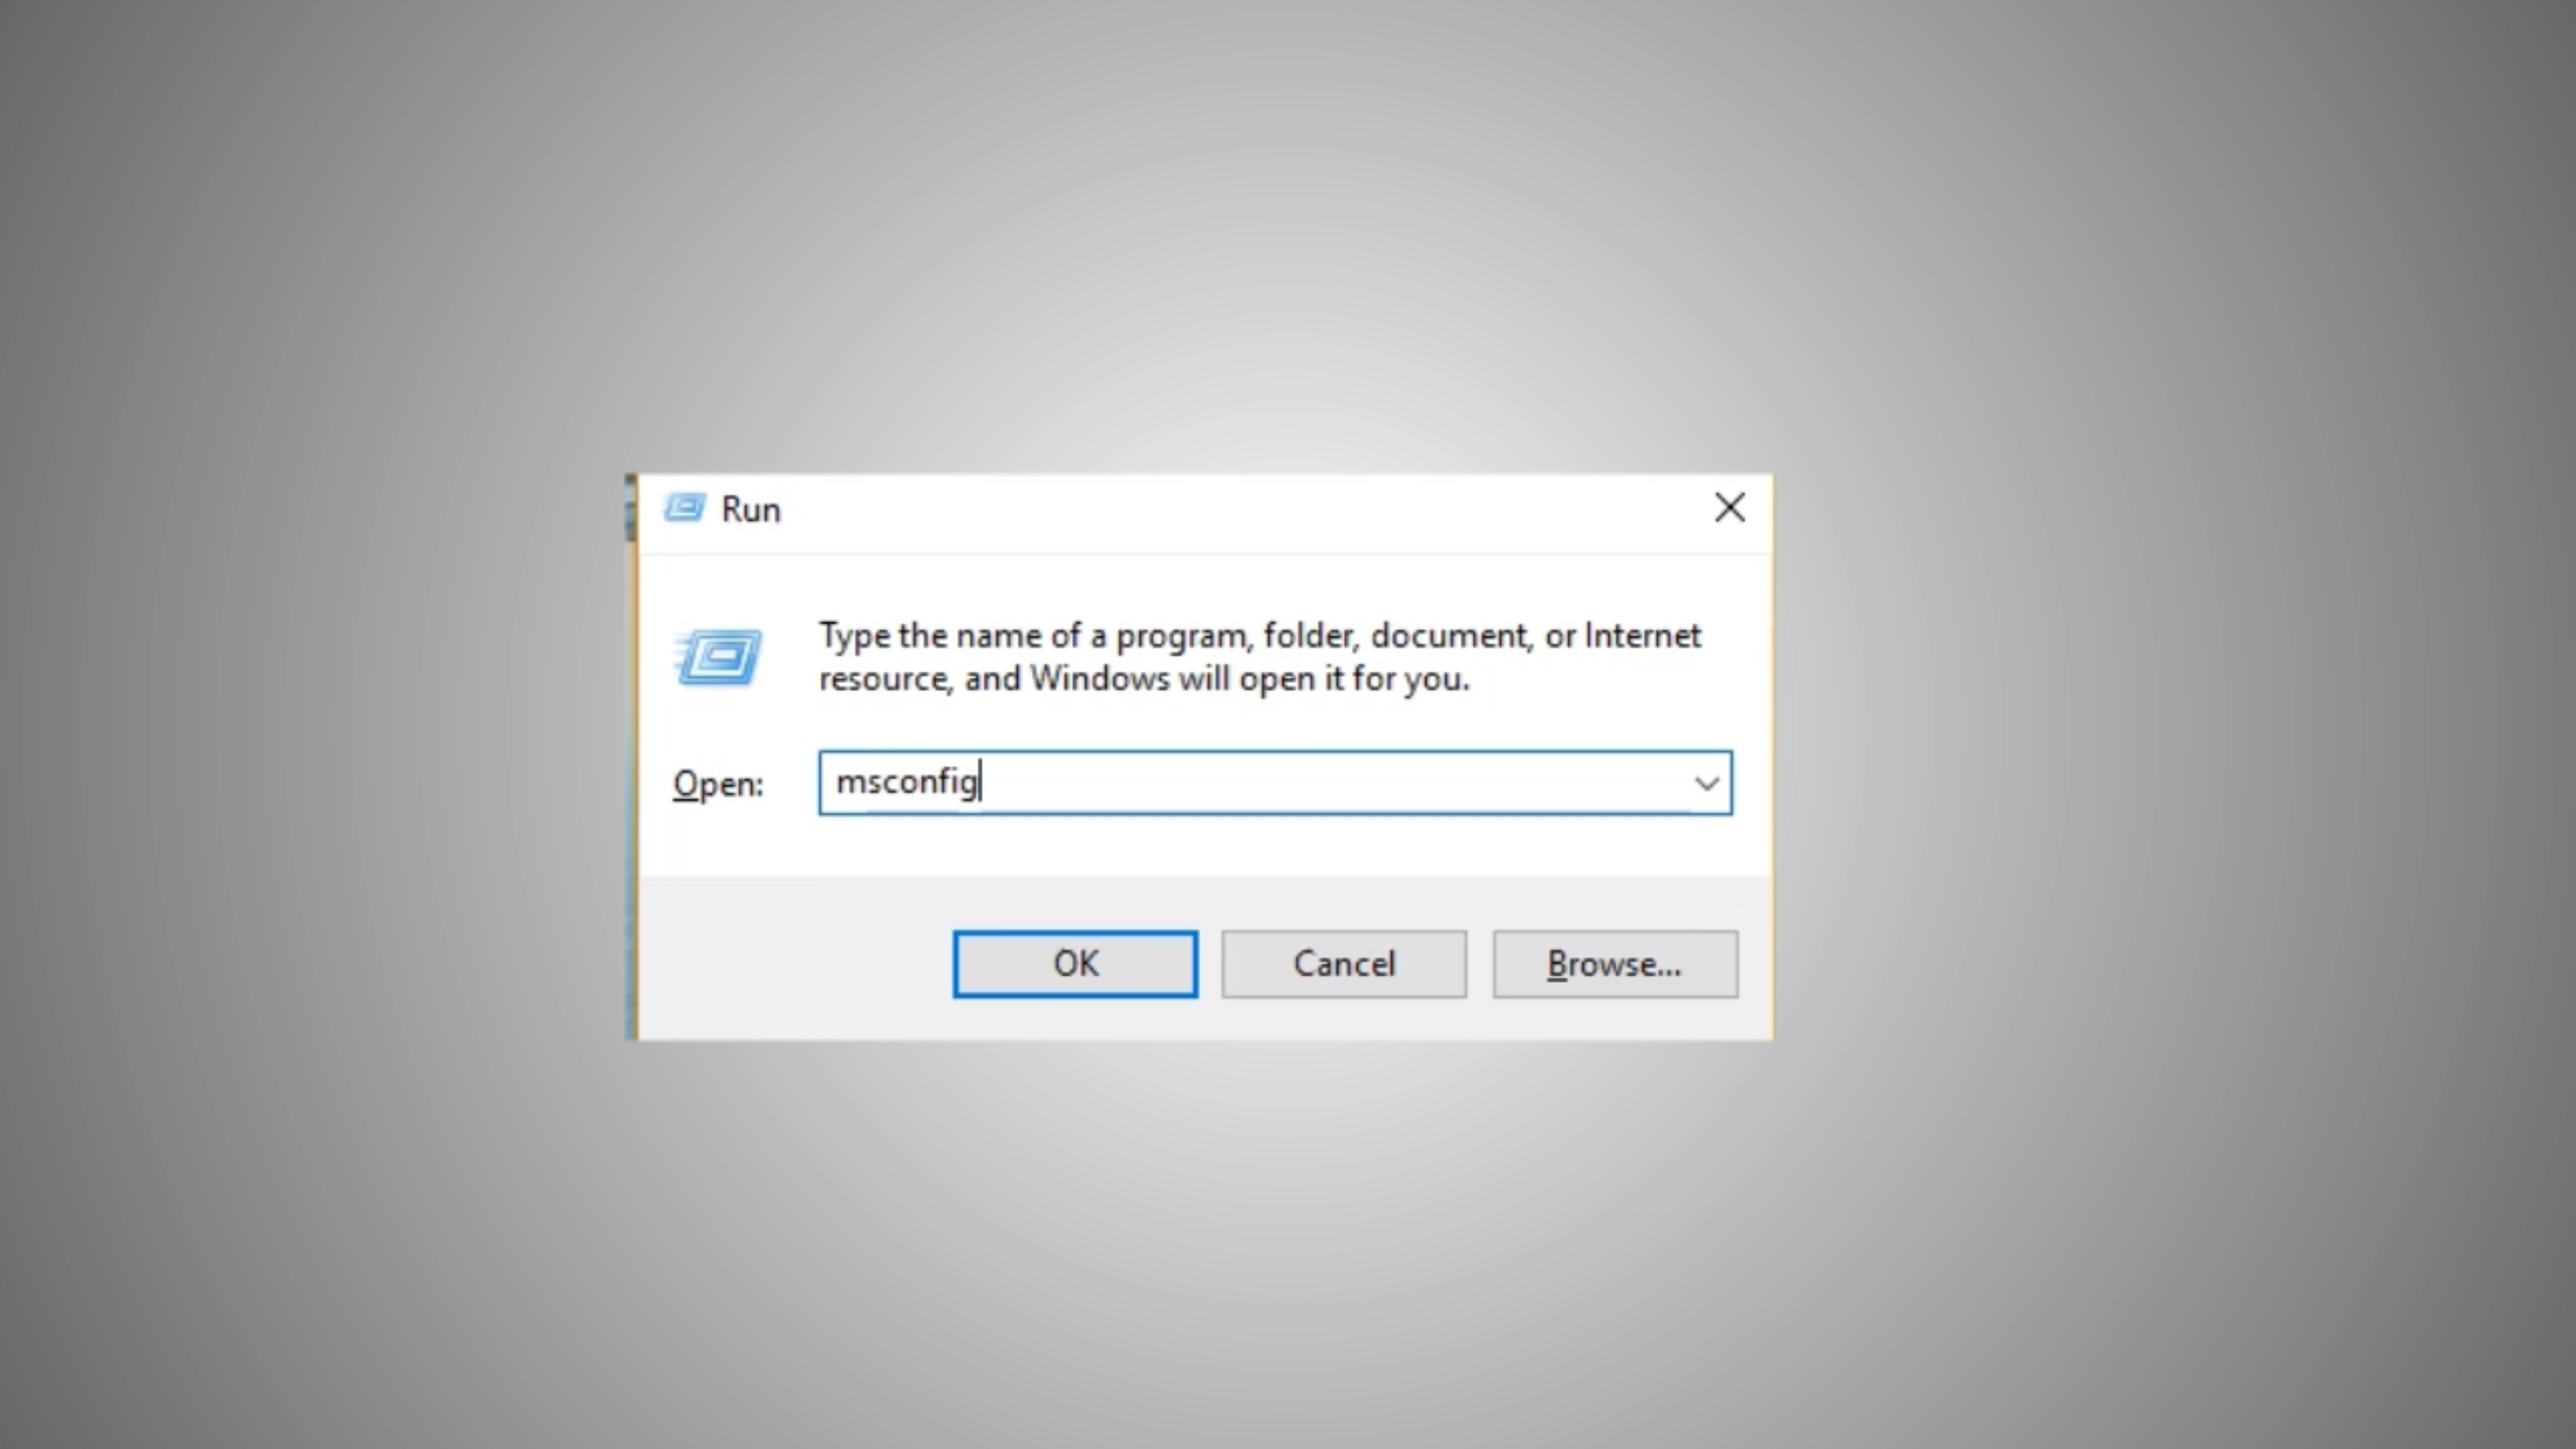 Run
Type the name of a program, folder, document, or Internet
resource, and Windows will open it for you.
Open: msconfig
OK Cancel Browse...